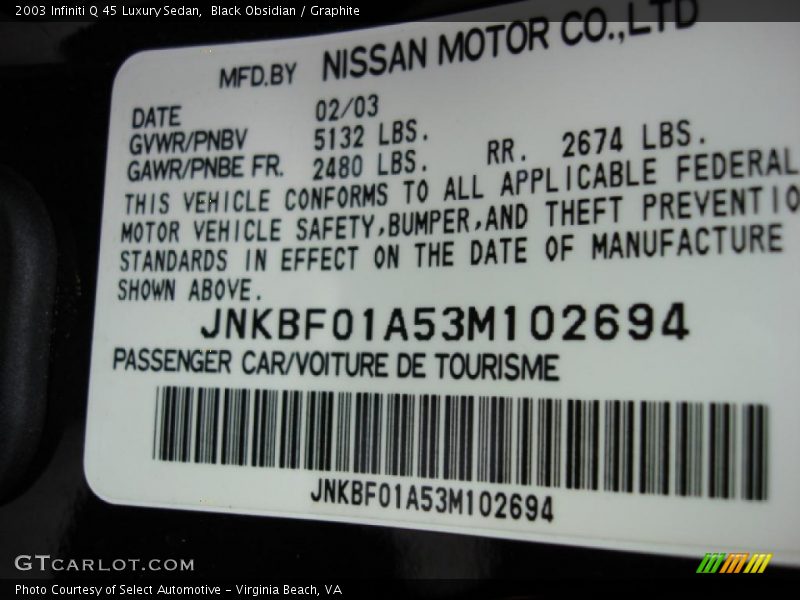 2003 Infiniti Q 45 Luxury Sedan, Black Obsidian / Graphite
MFD.BY NISSAN MOTOR CO.,LTD
DATE 02/03
GVWR/PNBV 5132 LBS.
GAWR/PNBE FR. 2480 LBS. RR. 2674 LBS.
THIS VEHICLE CONFORMS TO ALL APPLICABLE FEDERAL
MOTOR VEHICLE SAFETY,BUMPER,AND THEFT PREVENTIO
STANDARDS IN EFFECT ON THE DATE OF MANUFACTURE
SHOWN ABOVE.
JNKBF01A53M102694
PASSENGER CAR/VOITURE DE TOURISME
JNKBF01A53M102694
GTCARLOT.COM
Photo Courtesy of Select Automotive - Virginia Beach, VA